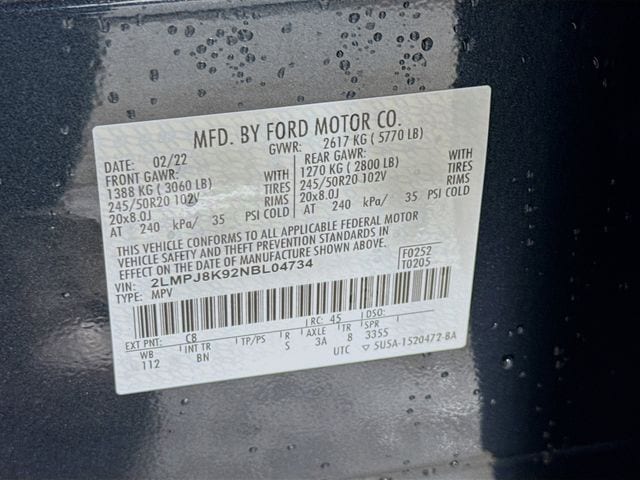 MFD. BY FORD MOTOR CO.
DATE: 02/22 GVWR: 2617 KG ( 5770 LB)
FRONT GAWR: WITH REAR GAWR: WITH
1388 KG ( 3060 LB) TIRES 1270 KG ( 2800 LB) TIRES
245/50R20 102V RIMS 245/50R20 102V RIMS
20x8.0J 20x8.0J
AT 240 kPa/ 35 PSI COLD AT 240 kPa/ 35 PSI COLD
THIS VEHICLE CONFORMS TO ALL APPLICABLE FEDERAL MOTOR
VEHICLE SAFETY AND THEFT PREVENTION STANDARDS IN
EFFECT ON THE DATE OF MANUFACTURE SHOWN ABOVE.
VIN: 2LMPJ8K92NBL04734 F0252
TYPE: MPV T0205
EXT PNT: C8 RC: 45 DSO:
WB INT TR TP/PS R AXLE TR SPR
112 BN S 3A 8 3355
UTC ▽ 5U5A-1520472-BA